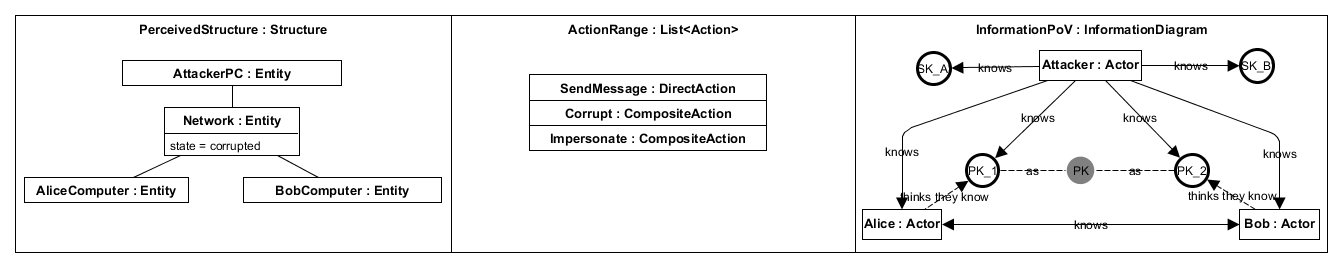 PerceivedStructure : Structure
AttackerPC : Entity
Network : Entity
state = corrupted
AliceComputer : Entity
BobComputer : Entity
ActionRange : List<Action>
SendMessage : DirectAction
Corrupt : CompositeAction
Impersonate : CompositeAction
InformationPoV : InformationDiagram
SK_A
knows
Attacker : Actor
knows
SK_B
knows
knows
knows
knows
PK_1
as
PK
as
PK_2
thinks they know
thinks they know
Alice : Actor
knows
Bob : Actor